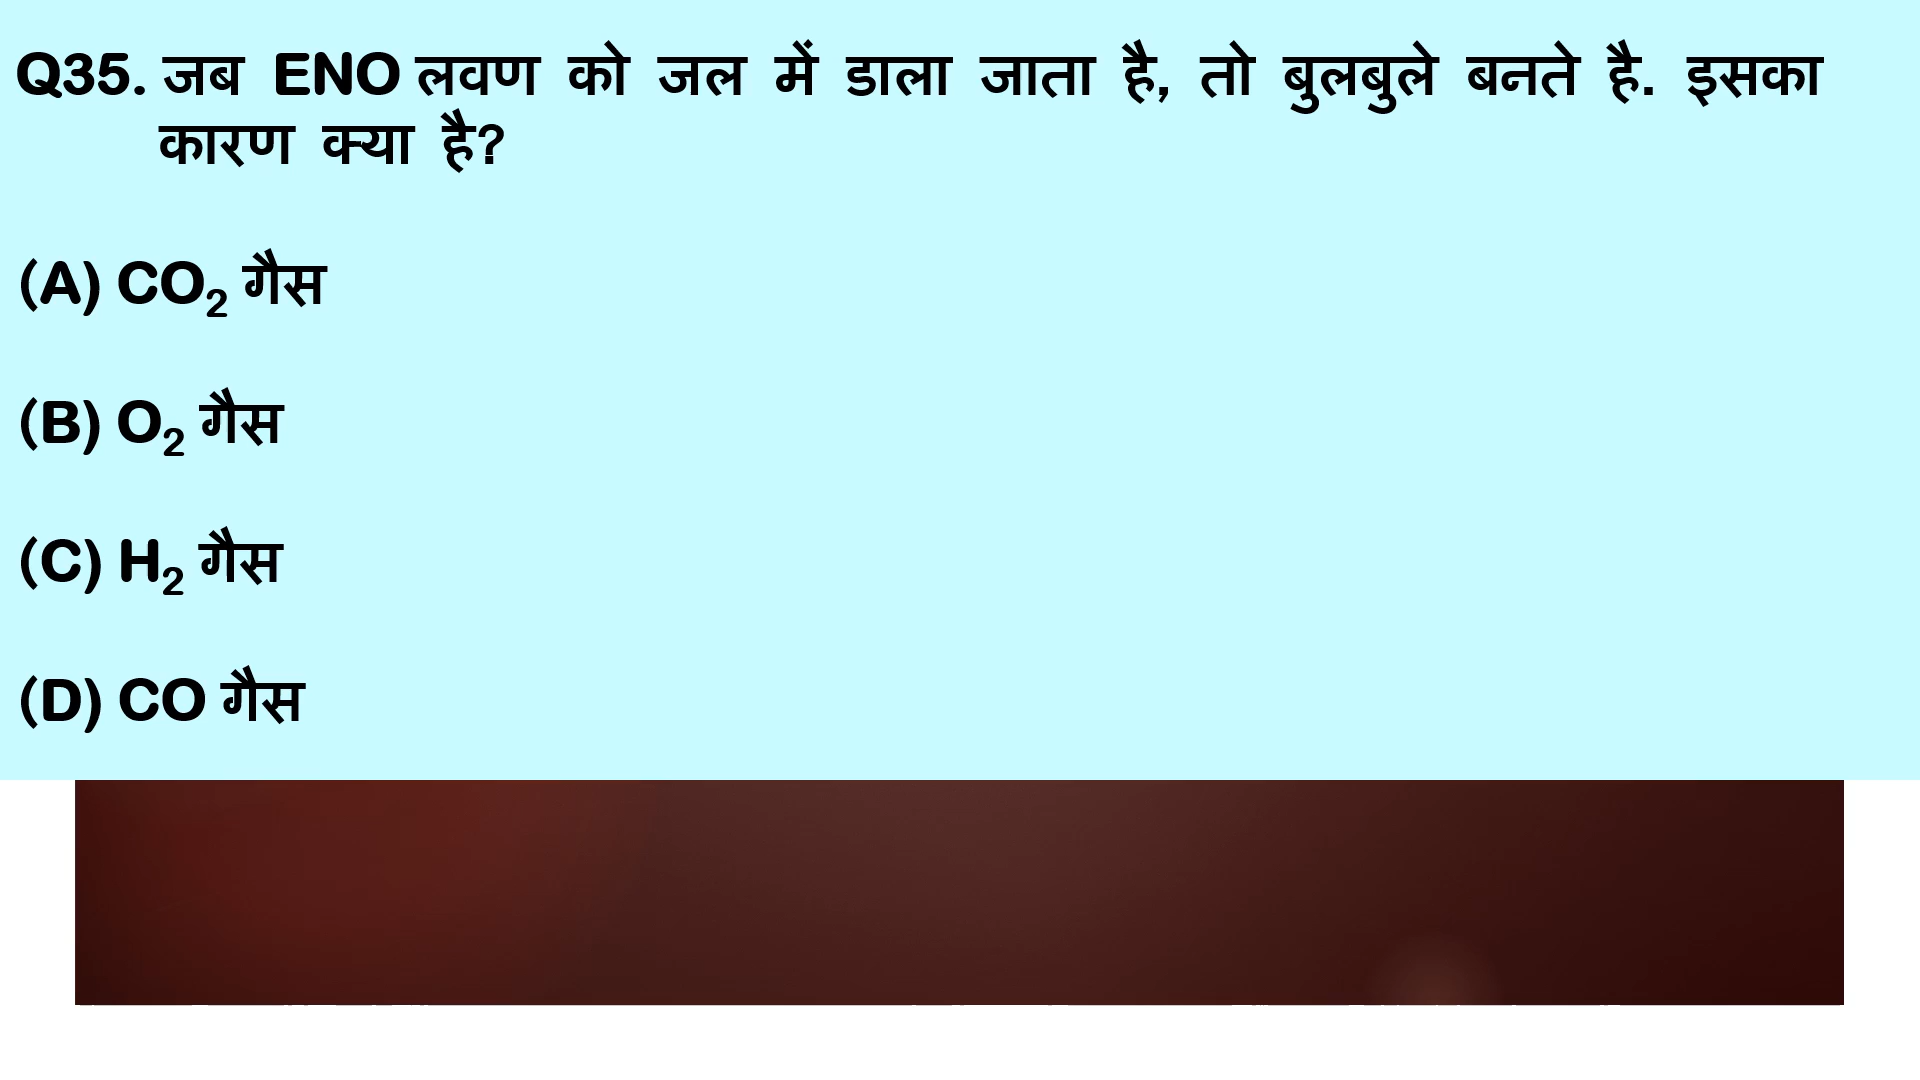 Q35. जब ENO लवण को जल में डाला जाता है, तो बुलबुले बनते है. इसका
कारण क्या है?
(A) CO₂ गैस
(B) O₂ गैस
(C) H₂ गैस
(D) CO गैस